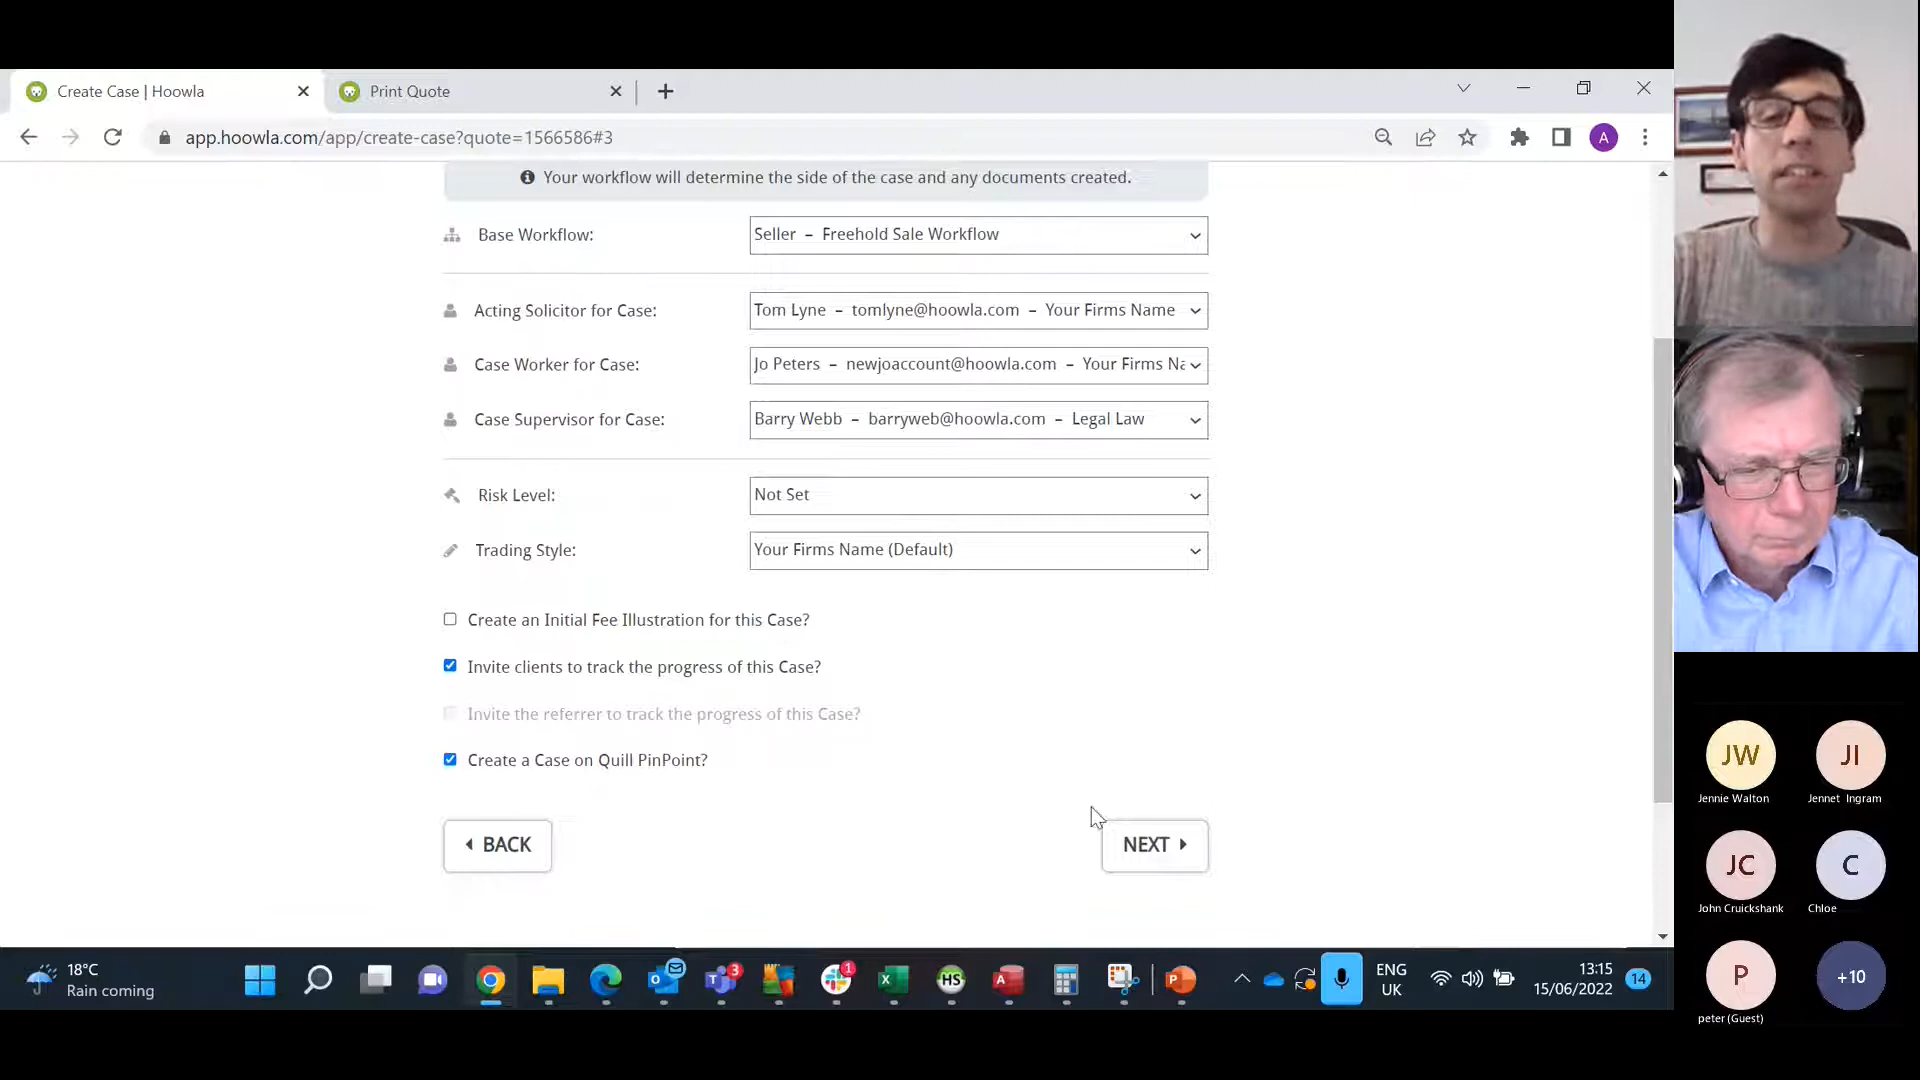 Create Case | Hoowla
Print Quote
app.hoowla.com/app/create-case?quote=1566586#3
A
Your workflow will determine the side of the case and any documents created.
Base Workflow:
Seller – Freehold Sale Workflow
Acting Solicitor for Case:
Tom Lyne – tomlyne@hoowla.com – Your Firms Name
Case Worker for Case:
Jo Peters – newjoaccount@hoowla.com – Your Firms Na
Case Supervisor for Case:
Barry Webb – barryweb@hoowla.com – Legal Law
Risk Level:
Not Set
Trading Style:
Your Firms Name (Default)
Create an Initial Fee Illustration for this Case?
Invite clients to track the progress of this Case?
Invite the referrer to track the progress of this Case?
Create a Case on Quill PinPoint?
BACK
NEXT
JW
JI
Jennie Walton
Jennet Ingram
JC
C
John Cruickshank
Chloe
P
+10
peter (Guest)
18°C
Rain coming
3
1
HS
ENG
UK
13:15
15/06/2022
14